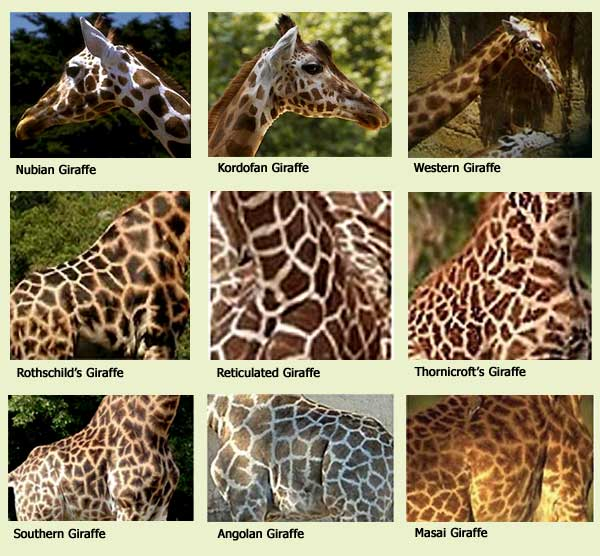 Nubian Giraffe
Kordofan Giraffe
Western Giraffe
Rothschild's Giraffe
Reticulated Giraffe
Thornicroft's Giraffe
Southern Giraffe
Angolan Giraffe
Masai Giraffe